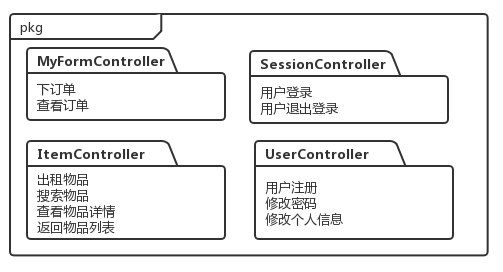 pkg
MyFormController
下订单
查看订单
SessionController
用户登录
用户退出登录
ItemController
出租物品
搜索物品
查看物品详情
返回物品列表
UserController
用户注册
修改密码
修改个人信息